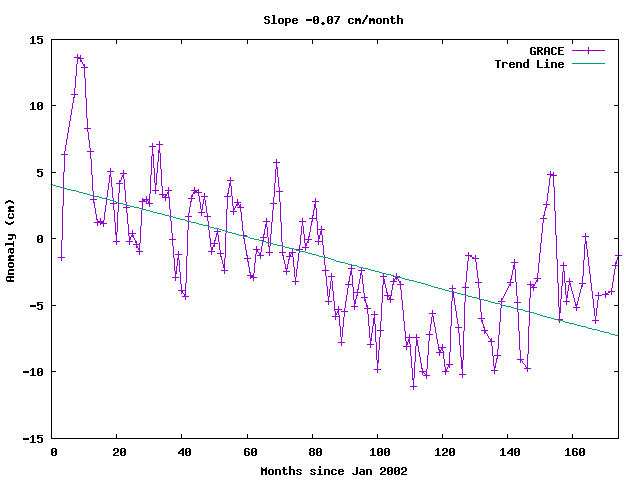 Slope -0.07 cm/month
GRACE
Trend Line
15
10
5
0
-5
-10
-15
Anomaly (cm)
0 20 40 60 80 100 120 140 160
Months since Jan 2002